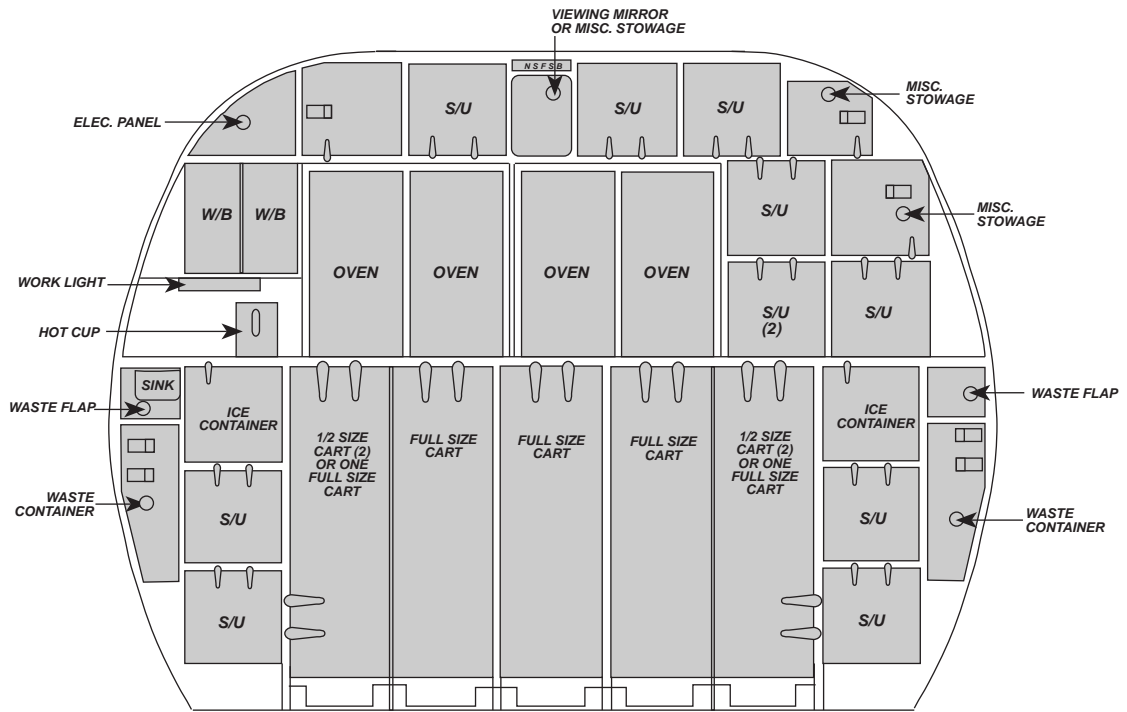 VIEWING MIRROR
OR MISC. STOWAGE
NSFSB
MISC.
STOWAGE
ELEC. PANEL
S/U
S/U
S/U
W/B
W/B
S/U
MISC.
STOWAGE
OVEN
OVEN
OVEN
OVEN
WORK LIGHT
S/U
(2)
S/U
HOT CUP
SINK
WASTE FLAP
ICE
CONTAINER
1/2 SIZE
CART (2)
OR ONE
FULL SIZE
CART
FULL SIZE
CART
FULL SIZE
CART
FULL SIZE
CART
1/2 SIZE
CART (2)
OR ONE
FULL SIZE
CART
ICE
CONTAINER
WASTE FLAP
WASTE
CONTAINER
S/U
S/U
WASTE
CONTAINER
S/U
S/U